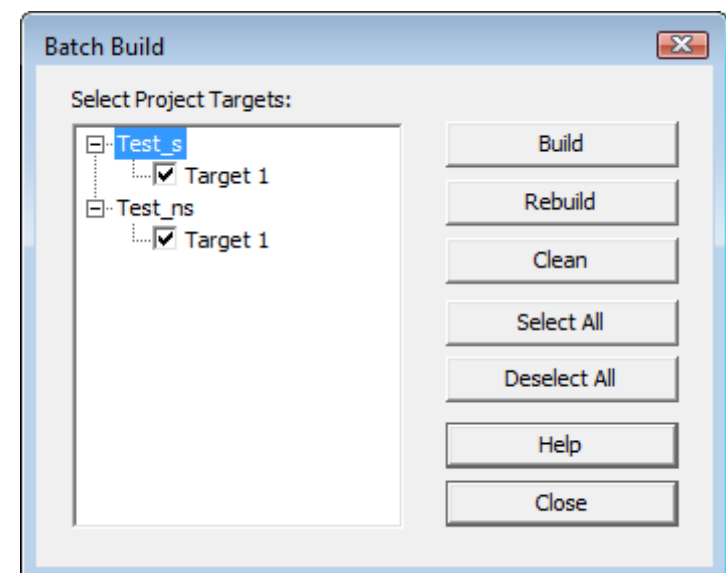 Batch Build
Select Project Targets:
Test_s
Target 1
Test_ns
Target 1
Build
Rebuild
Clean
Select All
Deselect All
Help
Close